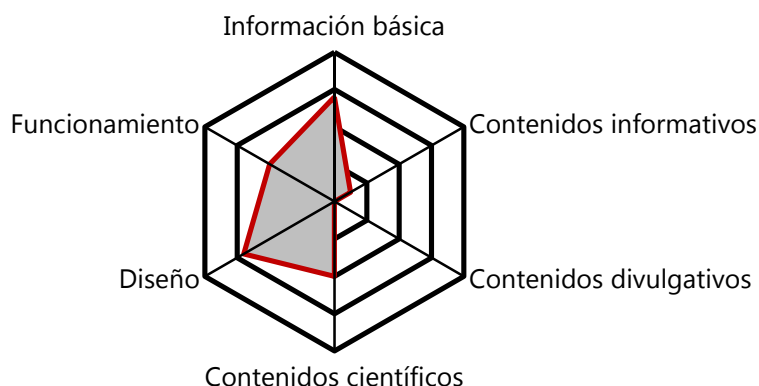 Información básica
Funcionamiento
Contenidos informativos
Diseño
Contenidos divulgativos
Contenidos científicos